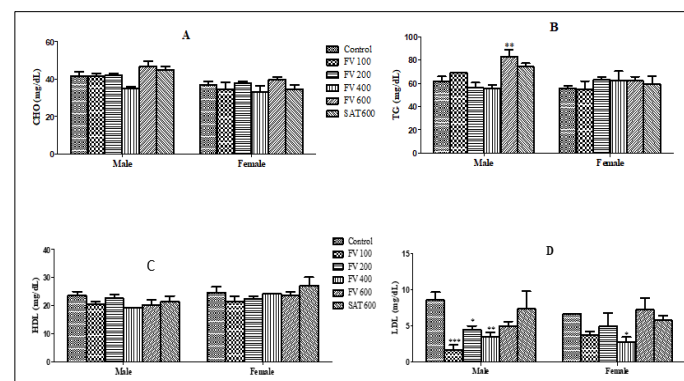 A
CHO (mg/dL)
60
40
20
0
Male
Female
Control
FV 100
FV 200
FV 400
FV 600
SAT600
B
TG (mg/dL)
100
80
60
40
20
0
**
Male
Female
C
HDL (mg/dL)
40
30
20
10
0
Male
Female
Control
FV 100
FV 200
FV 400
FV 600
SAT600
D
LDL (mg/dL)
15
10
5
0
***
*
**
*
Male
Female